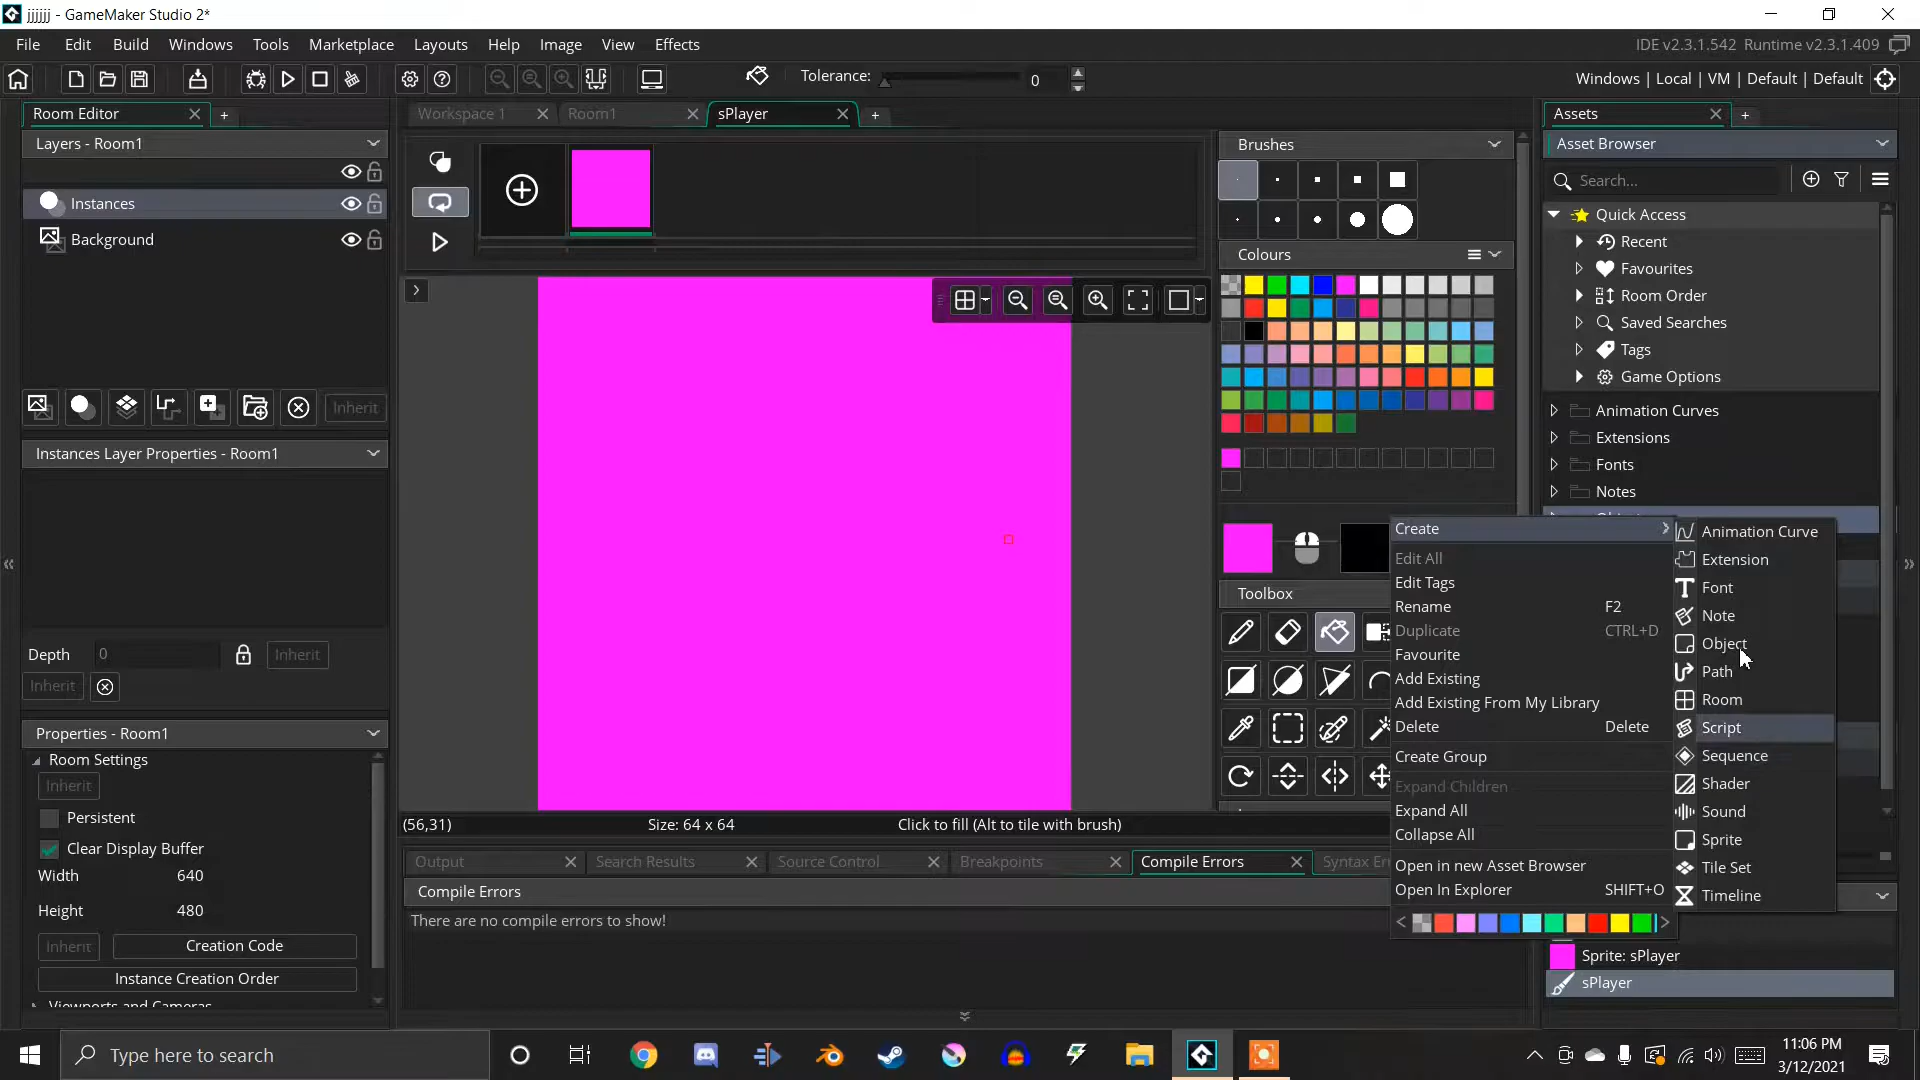 jjjjjj - GameMaker Studio 2*
File Edit Build Windows Tools Marketplace Layouts Help Image View Effects
IDE v2.3.1.542 Runtime v2.3.1.409
Tolerance: 0
Windows | Local | VM | Default | Default
Room Editor
Workspace 1
Room1
sPlayer
Assets
Layers - Room1
Brushes
Asset Browser
Search...
Instances
Background
Quick Access
Recent
Favourites
Room Order
Saved Searches
Tags
Game Options
Colours
Animation Curves
Extensions
Fonts
Notes
Inherit
Instances Layer Properties - Room1
Depth 0 Inherit
Inherit
Toolbox
Create
Edit All
Edit Tags
Rename F2
Duplicate CTRL+D
Favourite
Add Existing
Add Existing From My Library
Delete Delete
Create Group
Expand Children
Expand All
Collapse All
Open in new Asset Browser
Open In Explorer SHIFT+O
Animation Curve
Extension
Font
Note
Object
Path
Room
Script
Sequence
Shader
Sound
Sprite
Tile Set
Timeline
Properties - Room1
Room Settings
Inherit
Persistent
Clear Display Buffer
Width 640
Height 480
Inherit Creation Code
Instance Creation Order
Viewports and Cameras
(56,31) Size: 64 x 64 Click to fill (Alt to tile with brush)
Output Search Results Source Control Breakpoints Compile Errors
Compile Errors
There are no compile errors to show!
Sprite: sPlayer
sPlayer
Type here to search
11:06 PM
3/12/2021